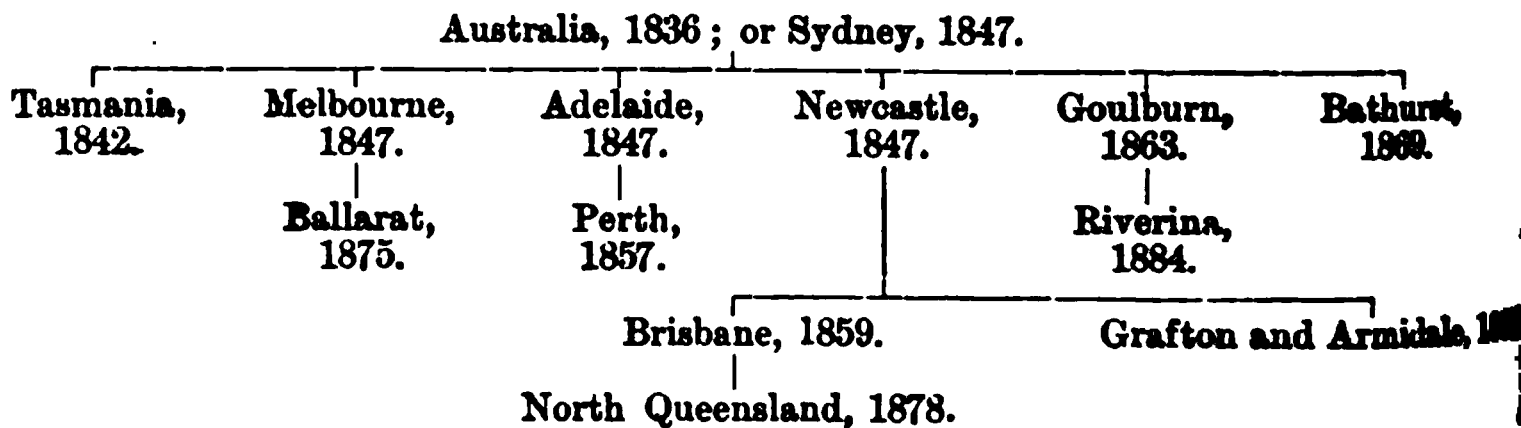 Australia, 1836; or Sydney, 1847.
Tasmania, Melbourne, Adelaide, Newcastle, Goulburn, Bathurst,
1842. 1847. 1847. 1847. 1863. 1869.
Ballarat, Perth, Riverina,
1875. 1857. 1884.
Brisbane, 1859. Grafton and Armidale,
North Queensland, 1878.